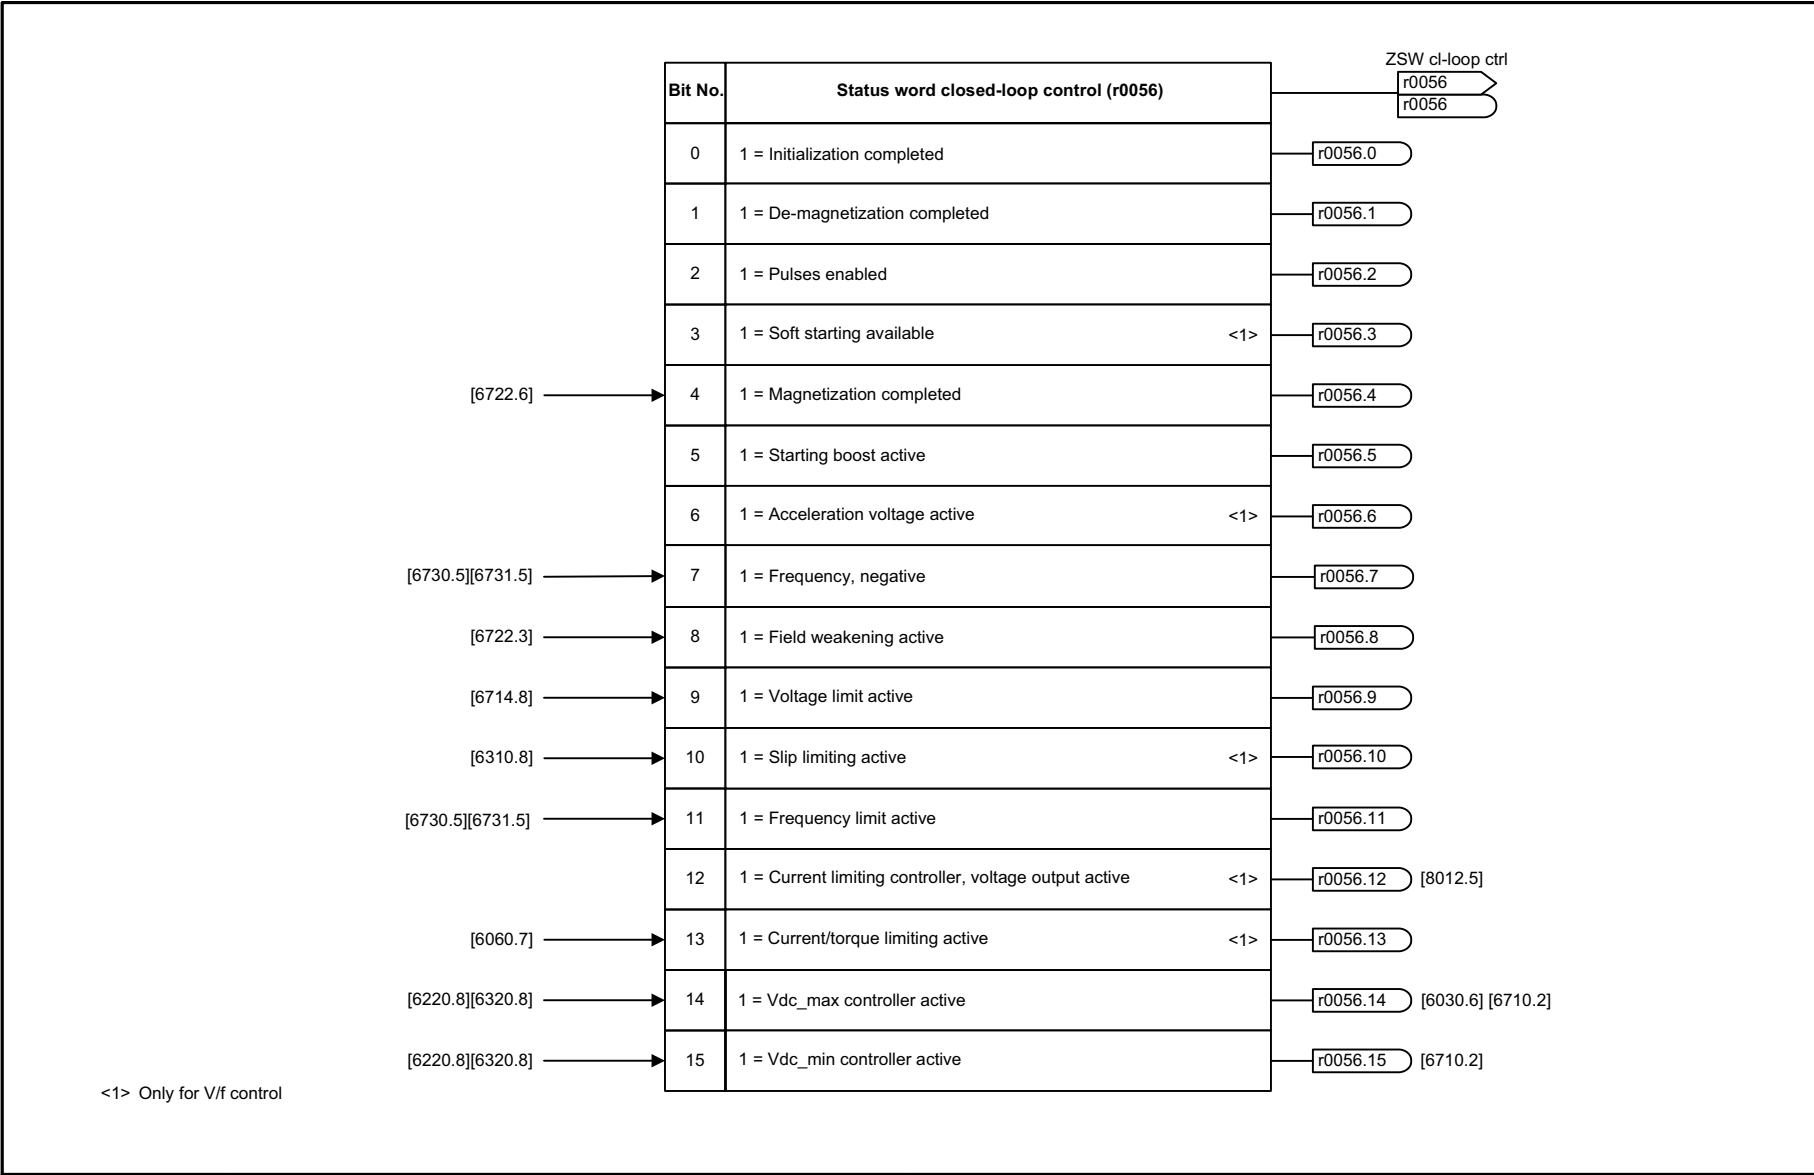 ZSW cl-loop ctrl
Bit No. Status word closed-loop control (r0056) r0056
r0056
0 1 = Initialization completed r0056.0
1 1 = De-magnetization completed r0056.1
2 1 = Pulses enabled r0056.2
3 1 = Soft starting available <1> r0056.3
[6722.6] 4 1 = Magnetization completed r0056.4
5 1 = Starting boost active r0056.5
6 1 = Acceleration voltage active <1> r0056.6
[6730.5][6731.5] 7 1 = Frequency, negative r0056.7
[6722.3] 8 1 = Field weakening active r0056.8
[6714.8] 9 1 = Voltage limit active r0056.9
[6310.8] 10 1 = Slip limiting active <1> r0056.10
[6730.5][6731.5] 11 1 = Frequency limit active r0056.11
12 1 = Current limiting controller, voltage output active <1> r0056.12 [8012.5]
[6060.7] 13 1 = Current/torque limiting active <1> r0056.13
[6220.8][6320.8] 14 1 = Vdc_max controller active r0056.14 [6030.6] [6710.2]
[6220.8][6320.8] 15 1 = Vdc_min controller active r0056.15 [6710.2]
<1> Only for V/f control